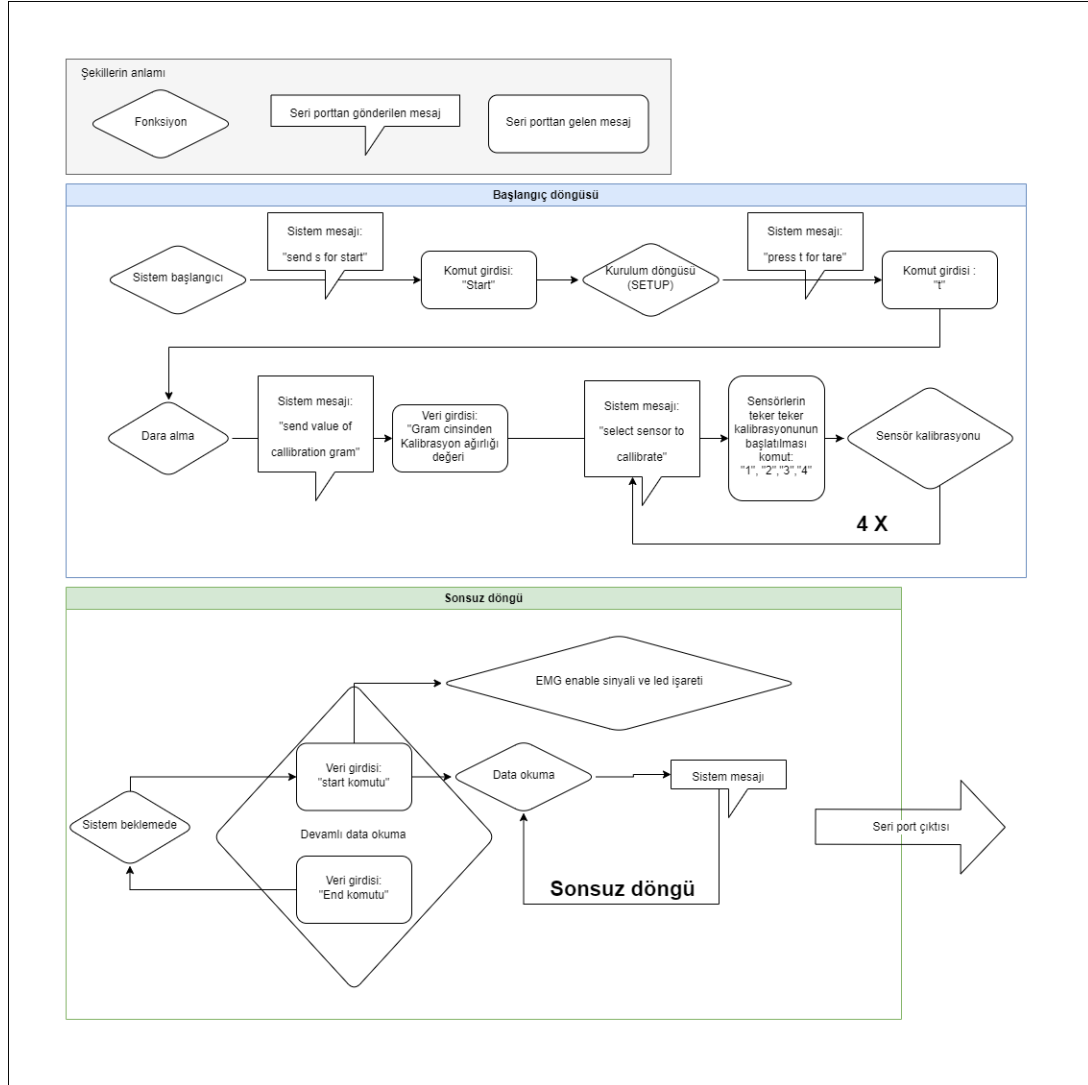 Şekillerin anlamı
Fonksiyon
Seri porttan gönderilen mesaj
Seri porttan gelen mesaj
Başlangıç döngüsü
Sistem başlangıcı
Sistem mesajı:
"send s for start"
Komut girdisi:
"Start"
Kurulum döngüsü
(SETUP)
Sistem mesajı:
"press t for tare"
Komut girdisi :
"t"
Dara alma
Sistem mesajı:
"send value of
callibration gram"
Veri girdisi:
"Gram cinsinden
Kalibrasyon ağırlığı
değeri
Sistem mesajı:
"select sensor to
callibrate"
Sensörlerin
teker teker
kalibrasyonunun
başlatılması
komut:
"1", "2","3","4"
Sensör kalibrasyonu
4 X
Sonsuz döngü
EMG enable sinyali ve led işareti
Veri girdisi:
"start komutu"
Data okuma
Sistem mesajı
Sistem beklemede
Devamlı data okuma
Seri port çıktısı
Veri girdisi:
"End komutu"
Sonsuz döngü